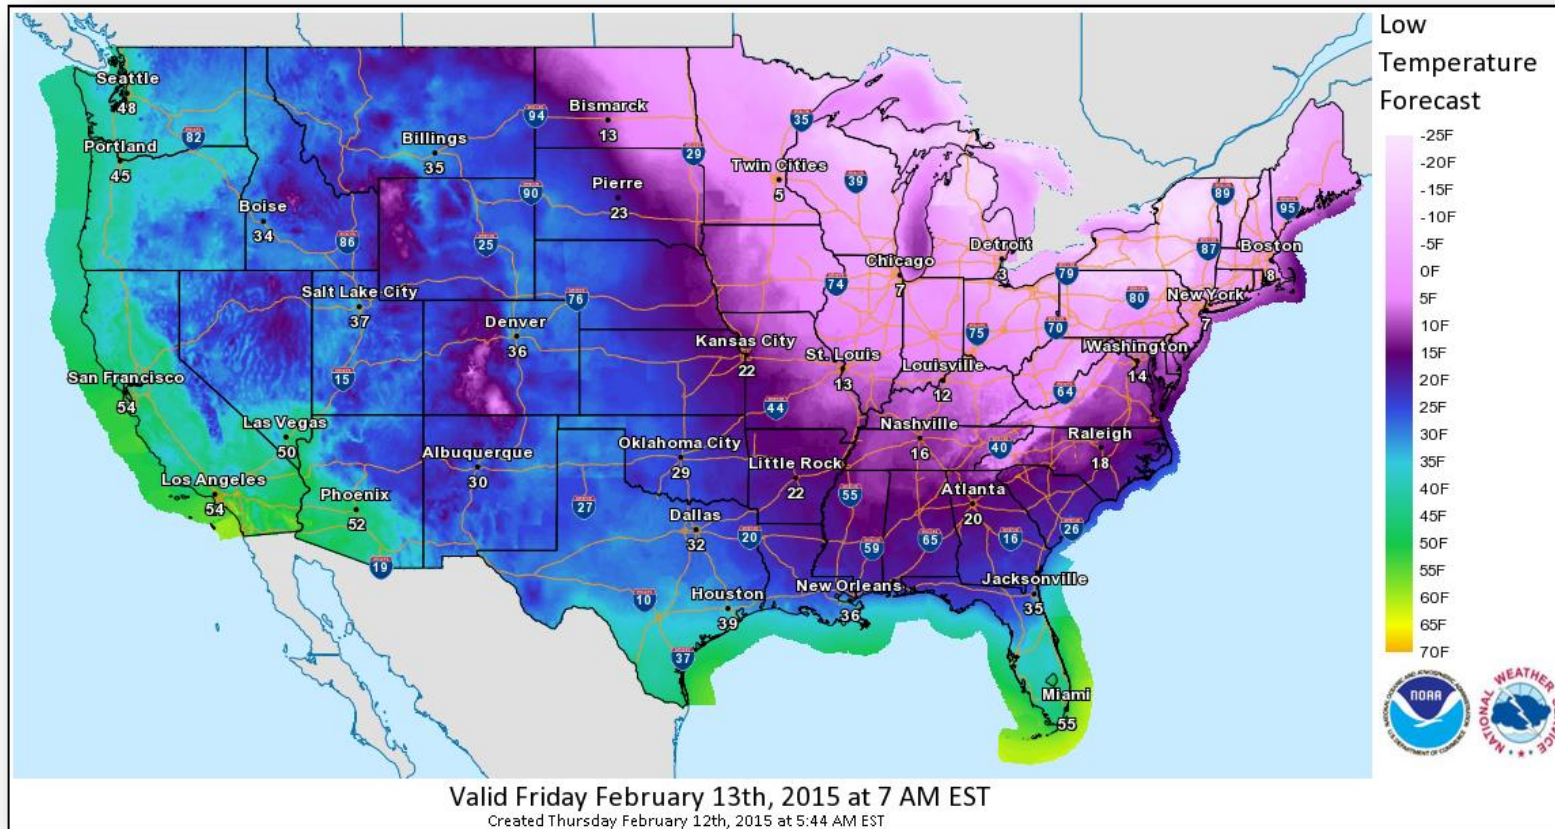 Low
Temperature
Forecast
-25F
-20F
-15F
-10F
-5F
0F
5F
10F
15F
20F
25F
30F
35F
40F
45F
50F
55F
60F
65F
70F
Seattle
48
Portland
45
82
Boise
34
86
Billings
35
94
Bismarck
13
Pierre
23
90
25
29
35
Twin Cities
5
39
Detroit
3
Chicago
7
74
89
95
87
Boston
8
79
80
New York
7
Salt Lake City
37
76
Denver
36
15
Kansas City
22
St. Louis
13
75
70
Louisville
12
Washington
14
64
San Francisco
54
Las Vegas
50
44
Nashville
16
40
Raleigh
18
Los Angeles
54
Phoenix
52
Albuquerque
30
Oklahoma City
29
Little Rock
22
Atlanta
20
27
Dallas
32
20
55
59
65
16
26
19
10
Houston
39
New Orleans
36
Jacksonville
35
37
Miami
55
NOAA
NATIONAL OCEANIC AND ATMOSPHERIC ADMINISTRATION
U.S. DEPARTMENT OF COMMERCE
NATIONAL WEATHER SERVICE
Valid Friday February 13th, 2015 at 7 AM EST
Created Thursday February 12th, 2015 at 5:44 AM EST